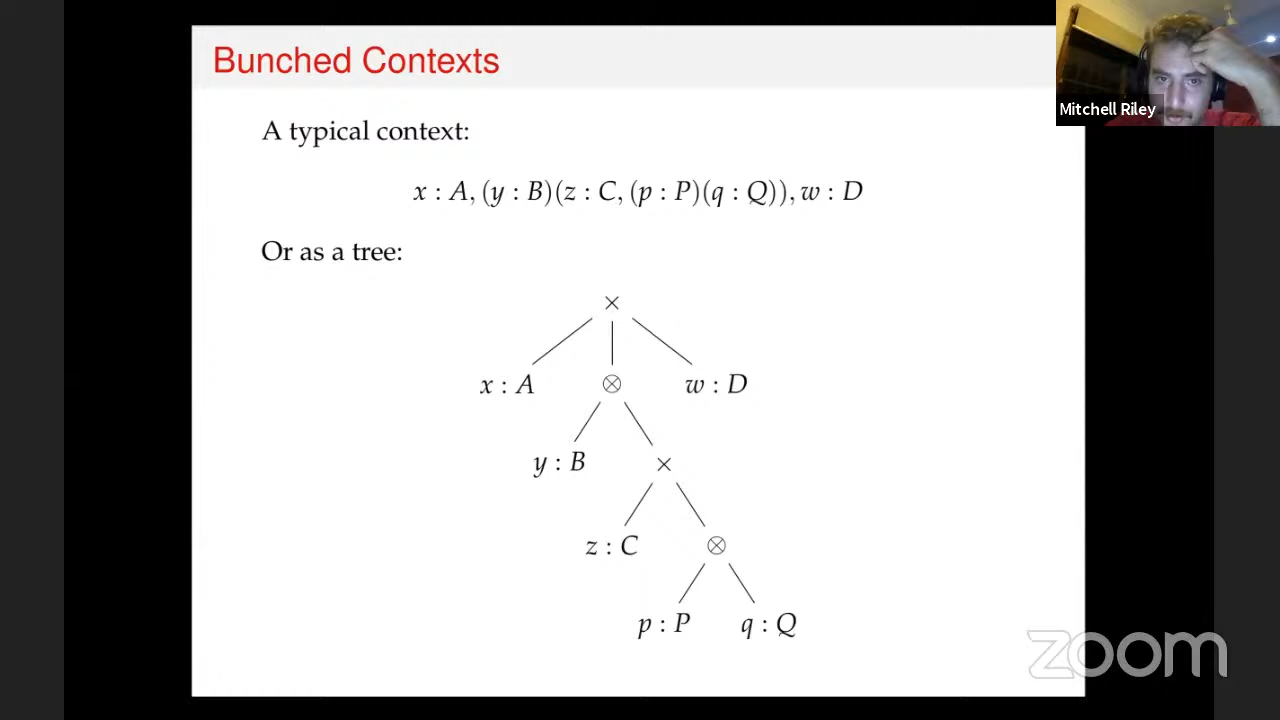 Bunched Contexts
Mitchell Riley
A typical context:
x : A, (y : B)(z : C, (p : P)(q : Q)), w : D
Or as a tree:
×
x : A ⊗ w : D
y : B ×
z : C ⊗
p : P q : Q
zoom